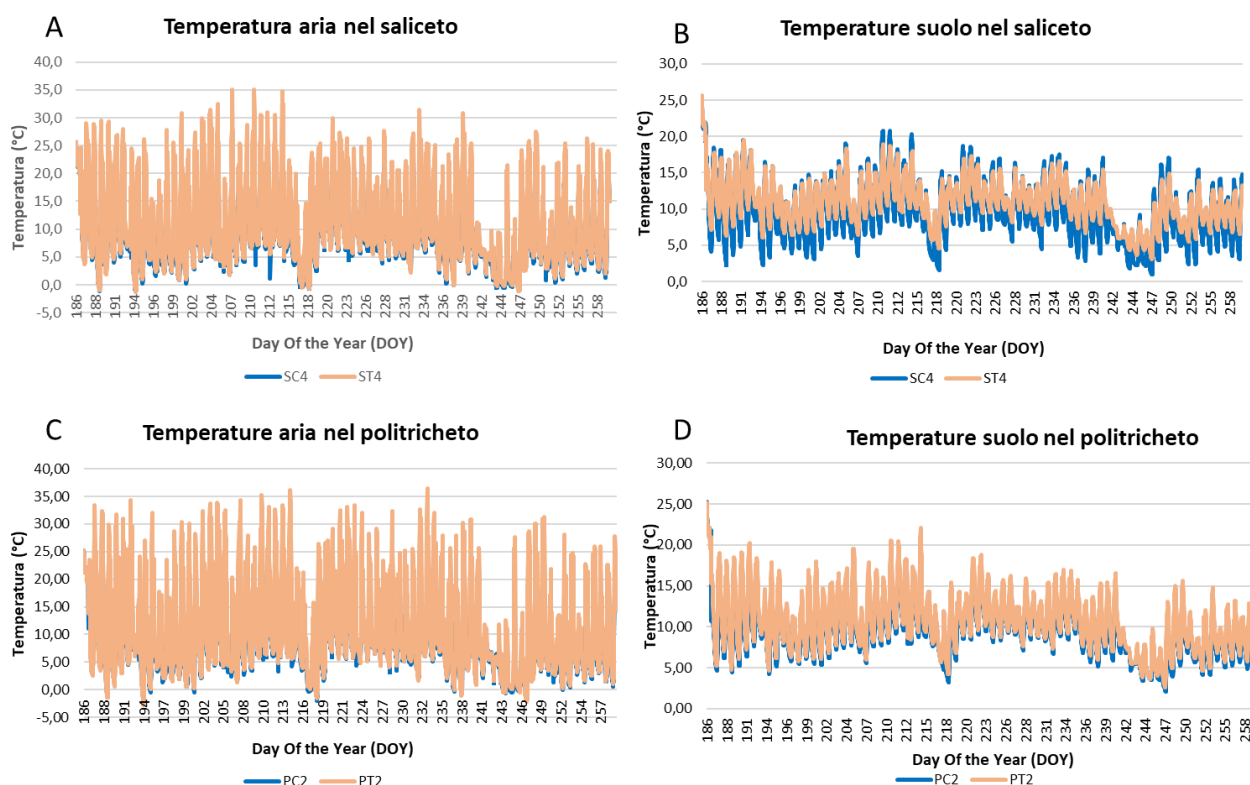 A
Temperatura aria nel saliceto
40,0
35,0
30,0
25,0
20,0
15,0
10,0
5,0
0,0
-5,0
Temperatura (°C)
186 188 191 194 196 199 202 204 207 210 212 215 218 220 223 226 228 231 234 236 239 242 244 247 250 252 255 258
Day Of the Year (DOY)
SC4 ST4
B
Temperature suolo nel saliceto
30,0
25,0
20,0
15,0
10,0
5,0
0,0
Temperatura (°C)
186 188 191 194 196 199 202 204 207 210 212 215 218 220 223 226 228 231 234 236 239 242 244 247 250 252 255 258
Day Of the Year (DOY)
SC4 ST4
C
Temperature aria nel politricheto
40,00
35,00
30,00
25,00
20,00
15,00
10,00
5,00
0,00
-5,00
Temperatura (°C)
186 189 191 194 197 199 202 205 208 210 213 216 219 221 224 227 230 232 235 238 241 243 246 249 252 254 257
Day Of the Year (DOY)
PC2 PT2
D
Temperature suolo nel politricheto
30,00
25,00
20,00
15,00
10,00
5,00
0,00
Temperatura (°C)
186 188 191 194 196 199 202 204 207 210 212 215 218 220 223 226 228 231 234 236 239 242 244 247 250 252 255 258
Day Of the Year (DOY)
PC2 PT2